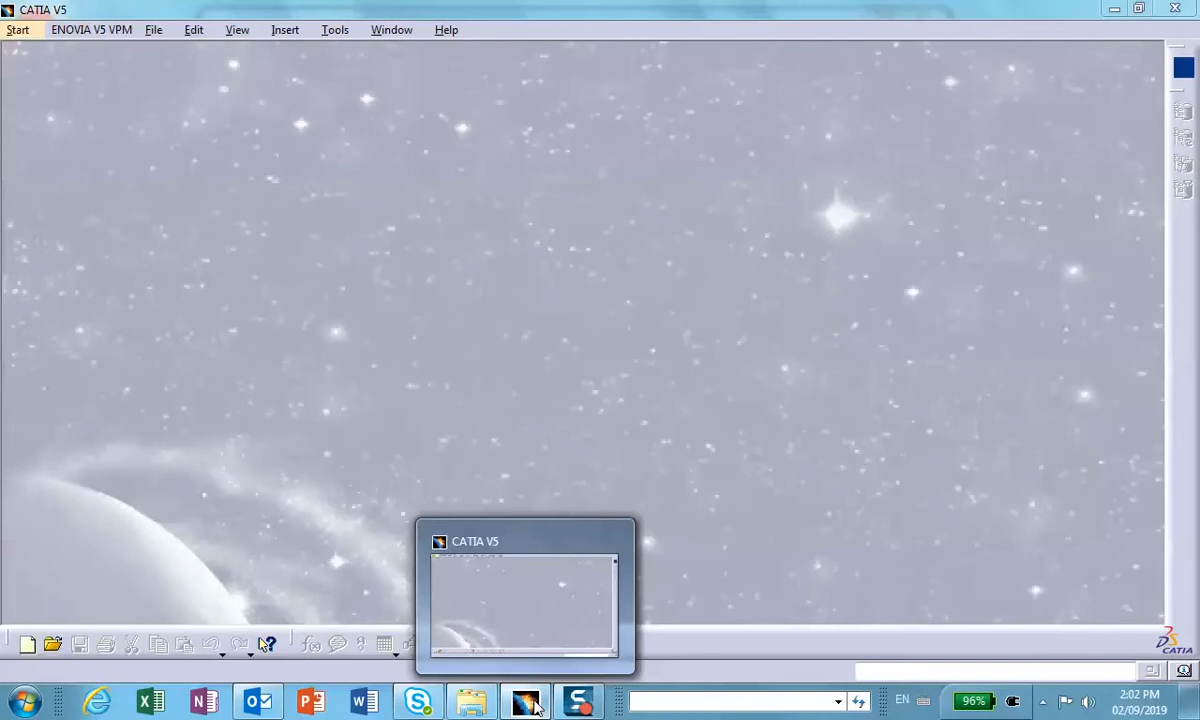 CATIA V5
Start ENOVIA V5 VPM File Edit View Insert Tools Window Help
CATIA V5
CATIA
EN 96% 2:02 PM
02/09/2019